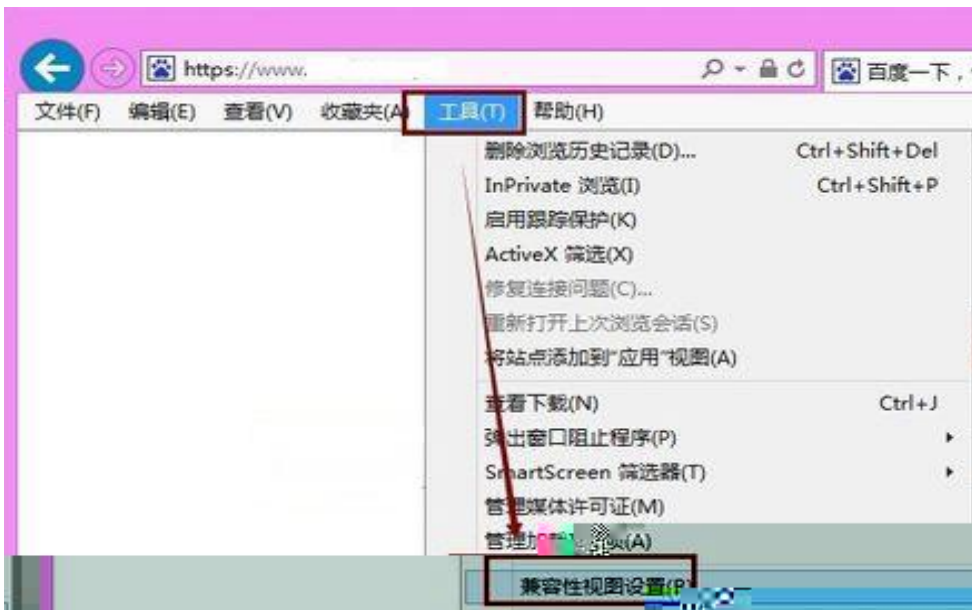 https://www.
百度一下，
文件(F) 编辑(E) 查看(V) 收藏夹(A) 工具(T) 帮助(H)
删除浏览历史记录(D)... Ctrl+Shift+Del
InPrivate 浏览(I) Ctrl+Shift+P
启用跟踪保护(K)
ActiveX 筛选(X)
修复连接问题(C)...
重新打开上次浏览会话(S)
将站点添加到"应用"视图(A)
查看下载(N) Ctrl+J
弹出窗口阻止程序(P)
SmartScreen 筛选器(T)
管理媒体许可证(M)
管理加(A)
兼容性视图设置(